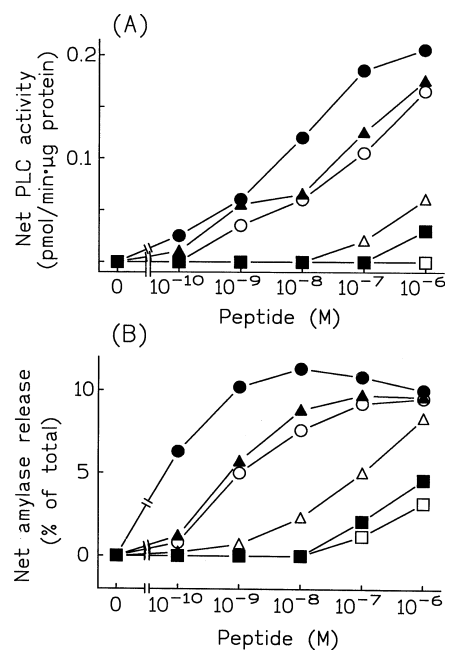 (A)
Net PLC activity
(pmol/min·μg protein)
0.2
0.1
0 10⁻¹⁰ 10⁻⁹ 10⁻⁸ 10⁻⁷ 10⁻⁶
Peptide (M)
(B)
Net amylase release
(% of total)
10
5
0
0 10⁻¹⁰ 10⁻⁹ 10⁻⁸ 10⁻⁷ 10⁻⁶
Peptide (M)